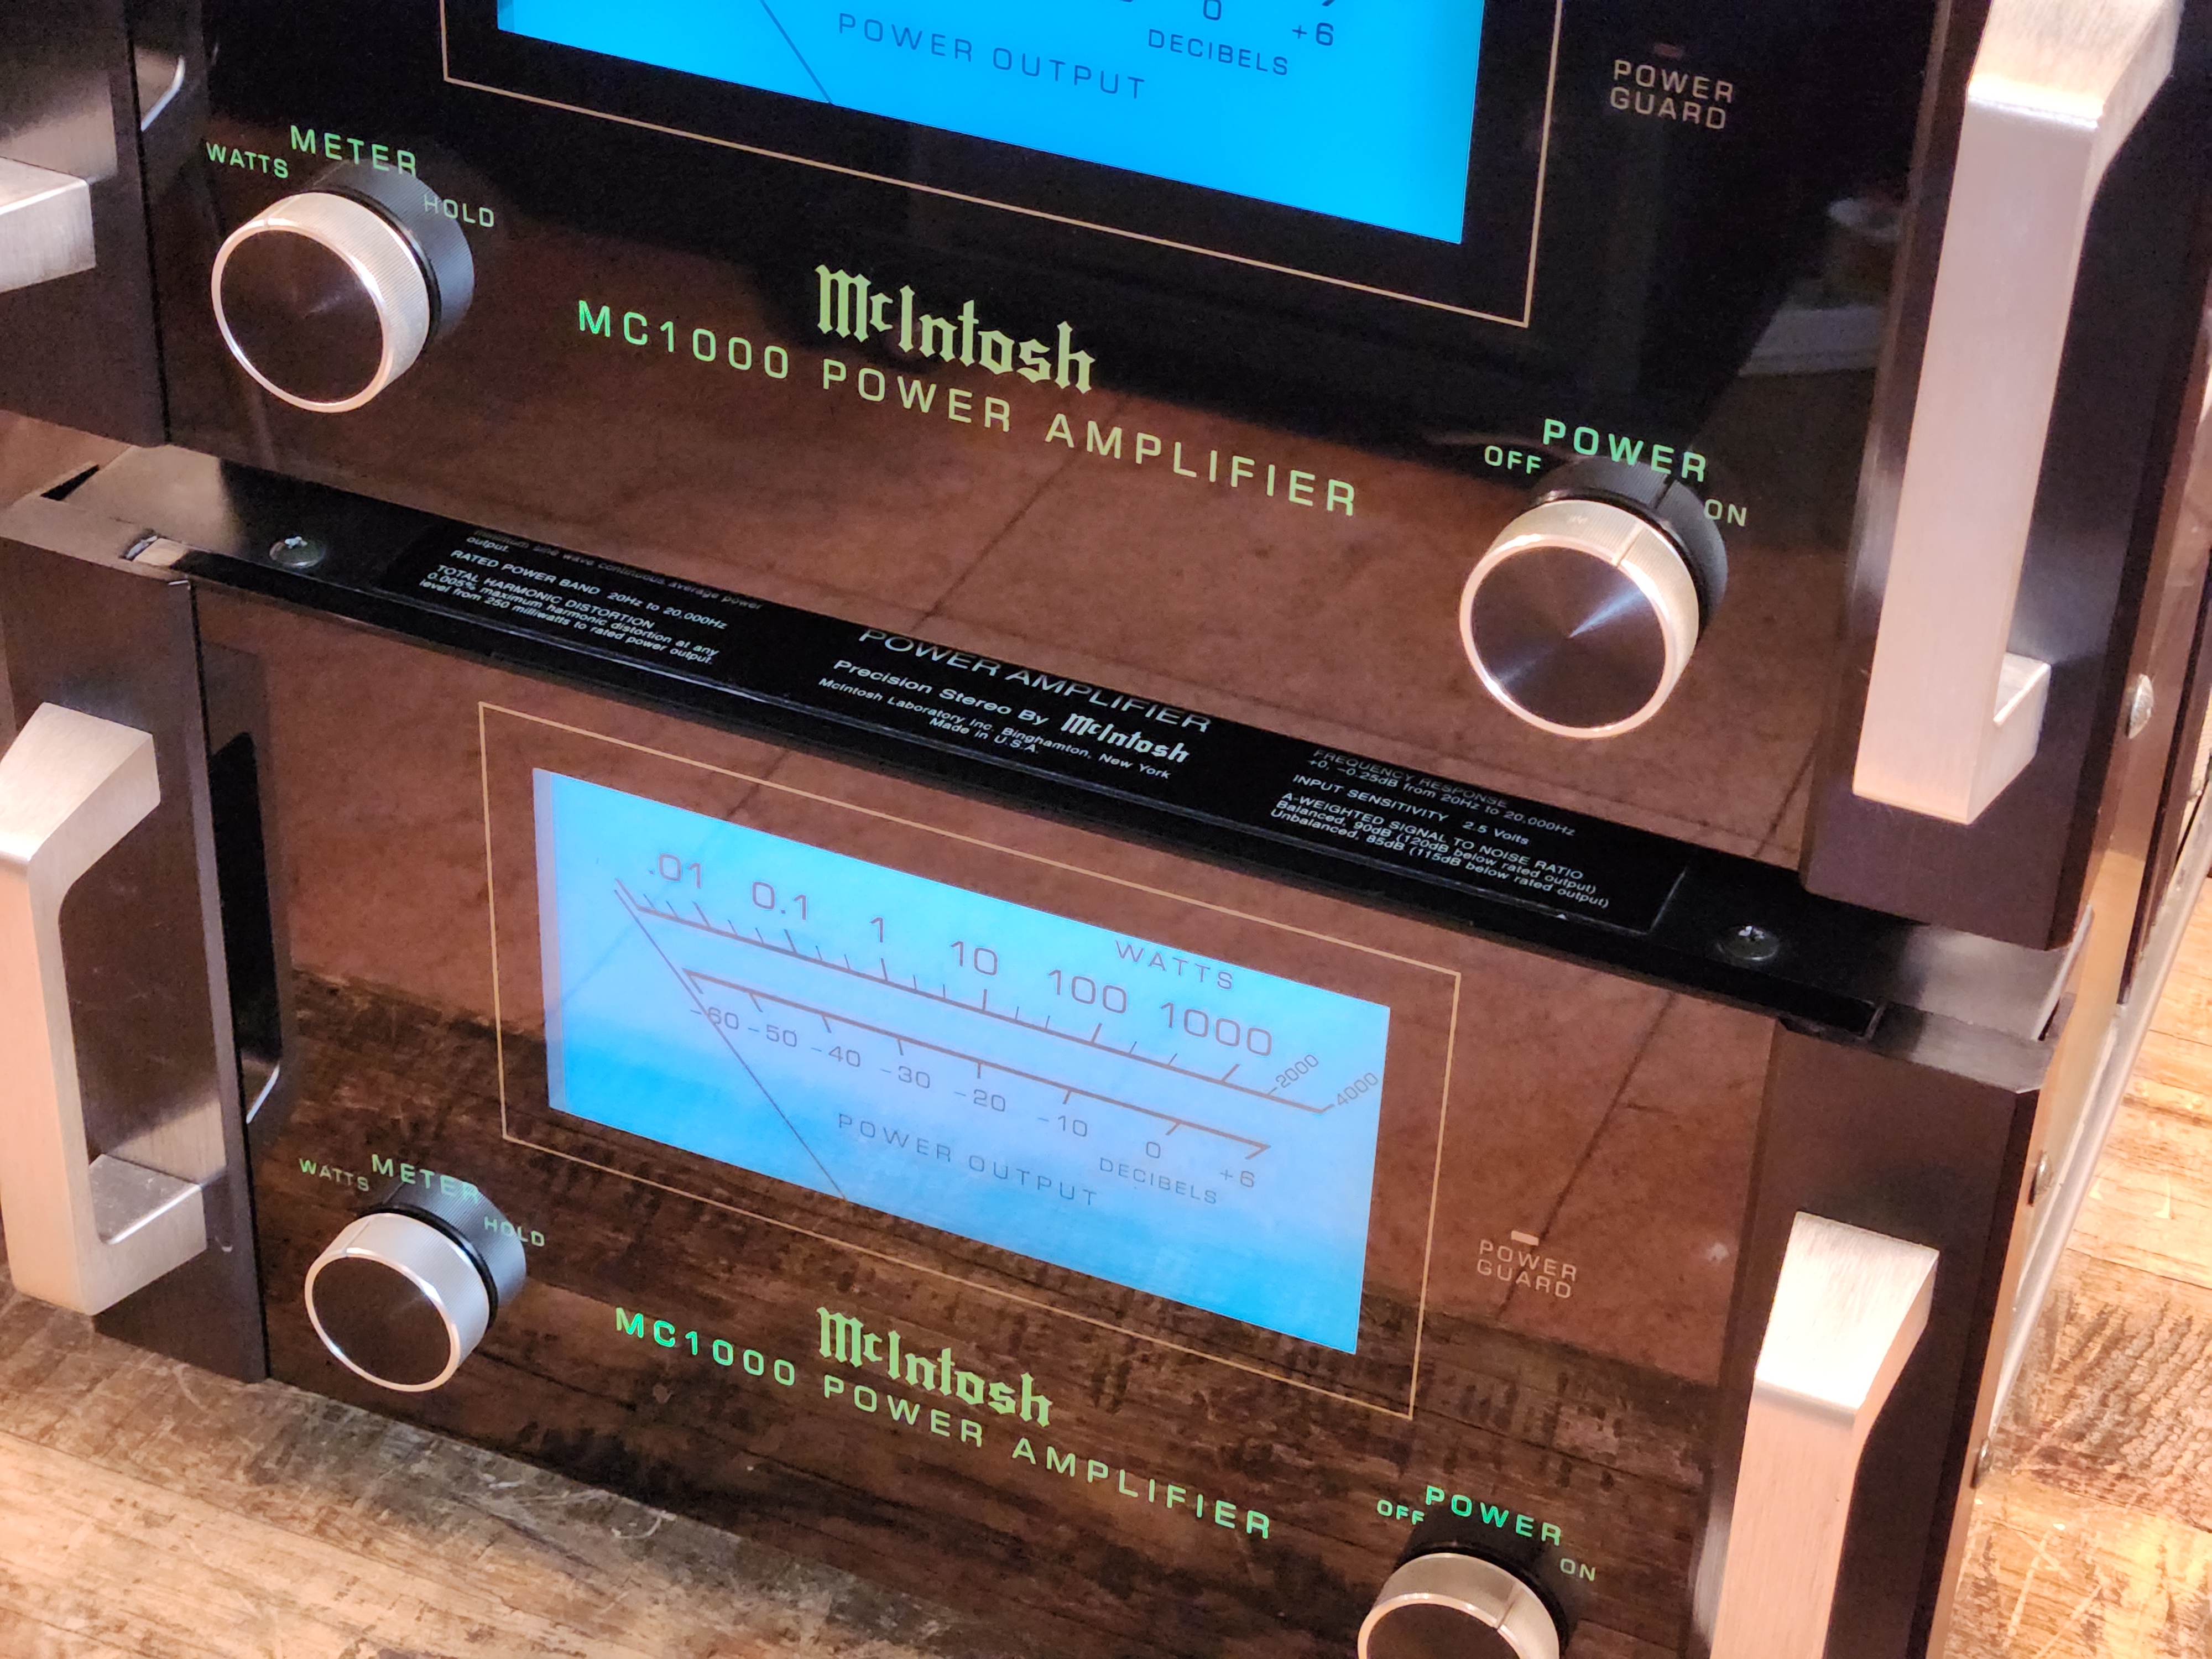 0
+6
DECIBELS
POWER OUTPUT
POWER
GUARD
METER
WATTS
HOLD
McIntosh
MC1000 POWER AMPLIFIER
POWER
OFF
ON
sine wave continuous average power
output.
RATED POWER BAND 20Hz to 20,000Hz
TOTAL HARMONIC DISTORTION
0.005% maximum harmonic distortion at any
level from 250 milliwatts to rated power output.
POWER AMPLIFIER
Precision Stereo By McIntosh
McIntosh Laboratory Inc. Binghamton, New York
Made in U.S.A.
FREQUENCY RESPONSE
+0, -0.25dB from 20Hz to 20,000Hz
INPUT SENSITIVITY 2.5 Volts
A-WEIGHTED SIGNAL TO NOISE RATIO
Balanced, 90dB (120dB below rated output)
Unbalanced, 85dB (115dB below rated output)
WATTS
.01 0.1 1 10 100 1000 2000 4000
-60 -50 -40 -30 -20 -10 0 +6
DECIBELS
POWER OUTPUT
POWER
GUARD
METER
WATTS
HOLD
McIntosh
MC1000 POWER AMPLIFIER
POWER
OFF
ON